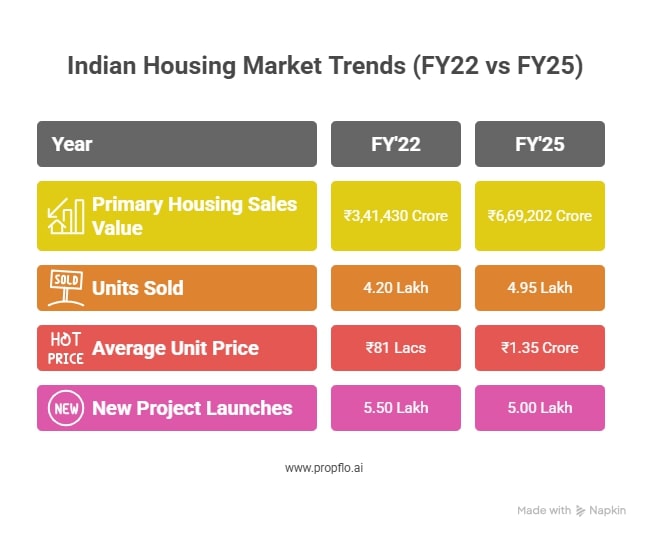 Indian Housing Market Trends (FY22 vs FY25)
Year FY'22 FY'25
Primary Housing Sales
Value
₹3,41,430 Crore ₹6,69,202 Crore
SOLD
Units Sold 4.20 Lakh 4.95 Lakh
HOT
PRICE
Average Unit Price ₹81 Lacs ₹1.35 Crore
NEW
New Project Launches 5.50 Lakh 5.00 Lakh
www.propflo.ai
Made with Napkin